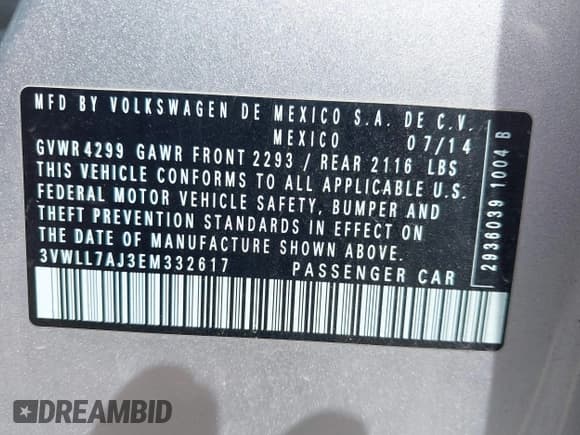 MFD BY VOLKSWAGEN DE MEXICO S.A. DE C.V.
MEXICO 07/14
GVWR 4299 GAWR FRONT 2293 / REAR 2116 LBS
THIS VEHICLE CONFORMS TO ALL APPLICABLE U.S.
FEDERAL MOTOR VEHICLE SAFETY, BUMPER AND
THEFT PREVENTION STANDARDS IN EFFECT ON
THE DATE OF MANUFACTURE SHOWN ABOVE.
3VWLL7AJ3EM332617 PASSENGER CAR
2936039 1004 B
DREAMBID